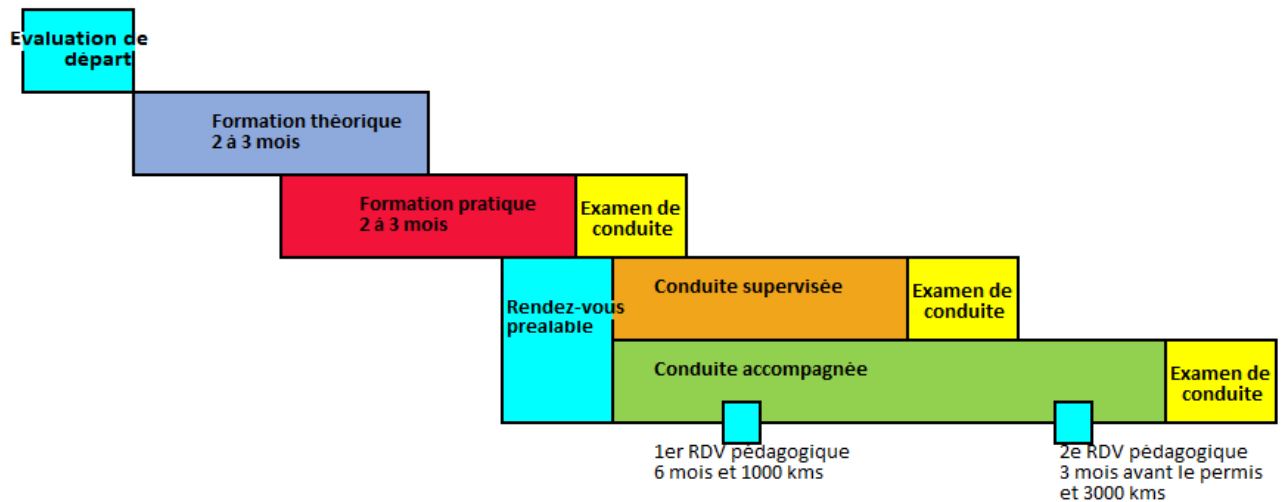 Evaluation de
départ
Formation théorique
2 à 3 mois
Formation pratique
2 à 3 mois
Examen de
conduite
Rendez-vous
préalable
Conduite supervisée
Examen de
conduite
Conduite accompagnée
Examen de
conduite
1er RDV pédagogique
6 mois et 1000 kms
2e RDV pédagogique
3 mois avant le permis
et 3000 kms